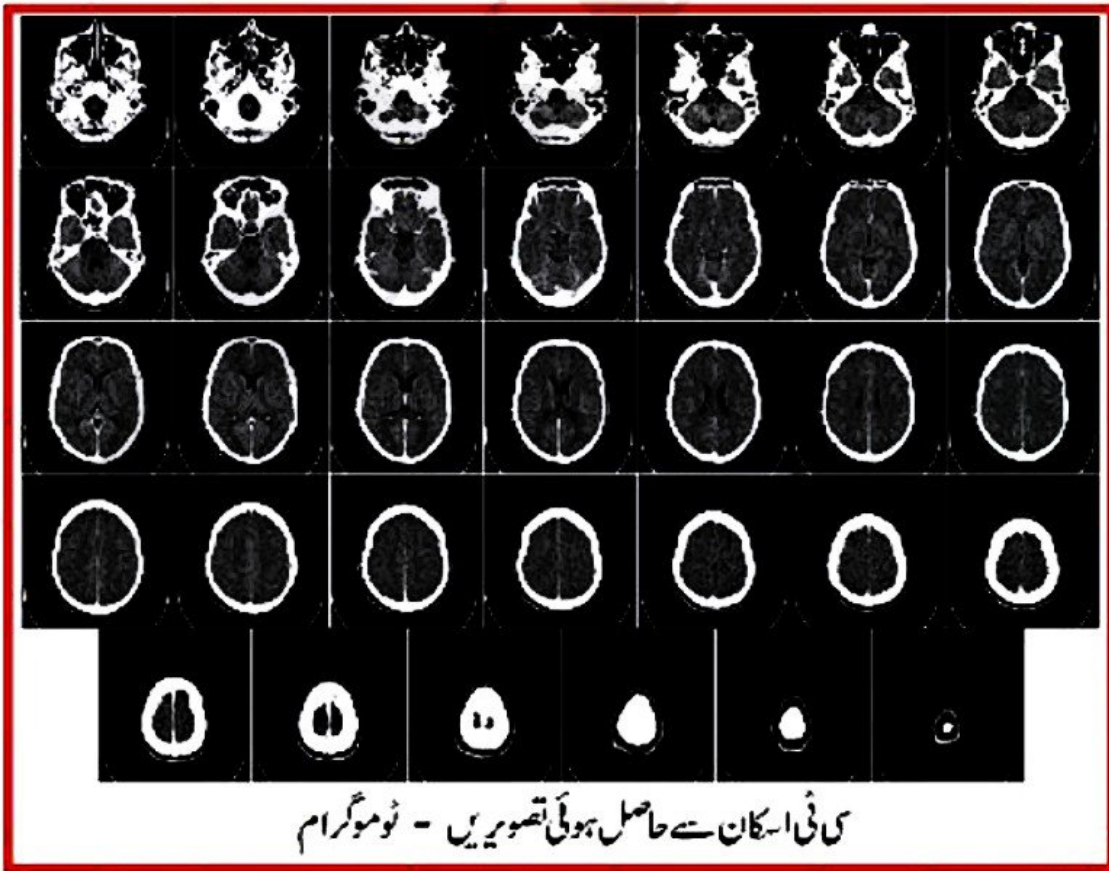 سی ٹی اسکان سے حاصل ہوئی تصویریں - ٹوموگرام